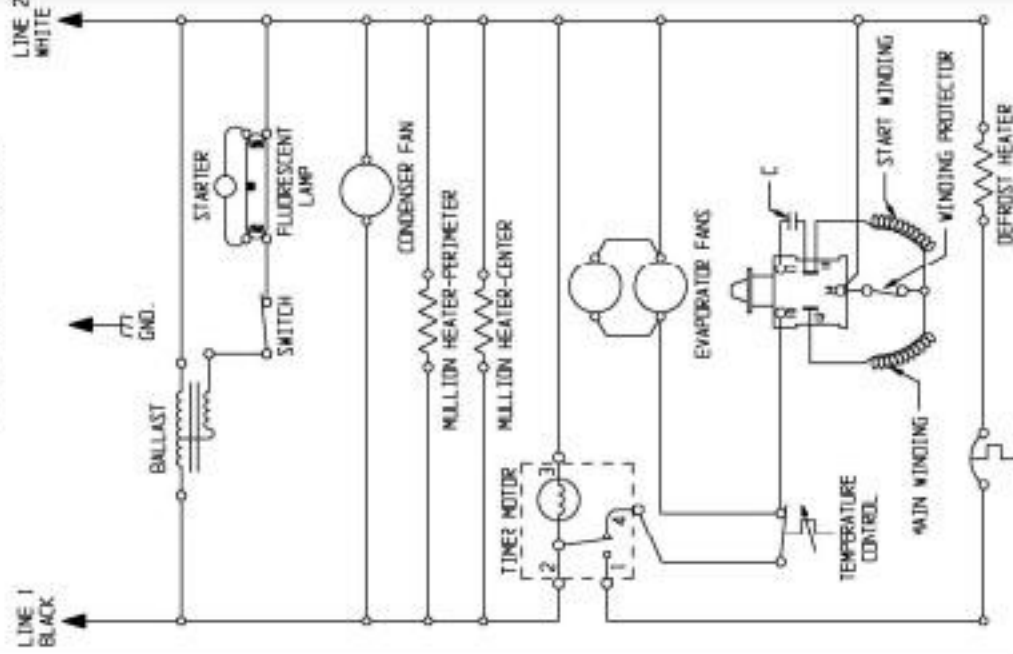 LINE 1
BLACK
LINE 2
WHITE
GND.
BALLAST
STARTER
FLUORESCENT
LAMP
SWITCH
CONDENSER FAN
MULLION HEATER-PERIMETER
MULLION HEATER-CENTER
TIMER MOTOR
2
3
1
4
EVAPORATOR FANS
TEMPERATURE
CONTROL
C
START WINDING
WINDING PROTECTOR
MAIN WINDING
DEFROST HEATER